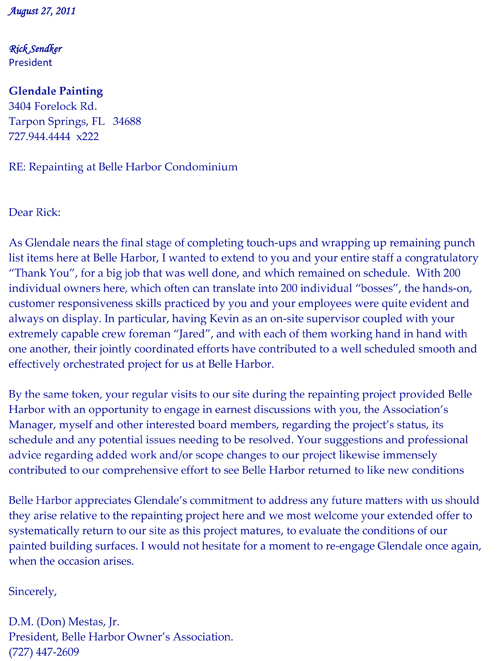 August 27, 2011
Rick Sendker
President
Glendale Painting
3404 Forelock Rd.
Tarpon Springs, FL 34688
727.944.4444 x222
RE: Repainting at Belle Harbor Condominium
Dear Rick:
As Glendale nears the final stage of completing touch-ups and wrapping up remaining punch
list items here at Belle Harbor, I wanted to extend to you and your entire staff a congratulatory
“Thank You”, for a big job that was well done, and which remained on schedule. With 200
individual owners here, which often can translate into 200 individual “bosses”, the hands-on,
customer responsiveness skills practiced by you and your employees were quite evident and
always on display. In particular, having Kevin as an on-site supervisor coupled with your
extremely capable crew foreman “Jared”, and with each of them working hand in hand with
one another, their jointly coordinated efforts have contributed to a well scheduled smooth and
effectively orchestrated project for us at Belle Harbor.
By the same token, your regular visits to our site during the repainting project provided Belle
Harbor with an opportunity to engage in earnest discussions with you, the Association’s
Manager, myself and other interested board members, regarding the project’s status, its
schedule and any potential issues needing to be resolved. Your suggestions and professional
advice regarding added work and/or scope changes to our project likewise immensely
contributed to our comprehensive effort to see Belle Harbor returned to like new conditions
Belle Harbor appreciates Glendale’s commitment to address any future matters with us should
they arise relative to the repainting project here and we most welcome your extended offer to
systematically return to our site as this project matures, to evaluate the conditions of our
painted building surfaces. I would not hesitate for a moment to re-engage Glendale once again,
when the occasion arises.
Sincerely,
D.M. (Don) Mestas, Jr.
President, Belle Harbor Owner’s Association.
(727) 447-2609